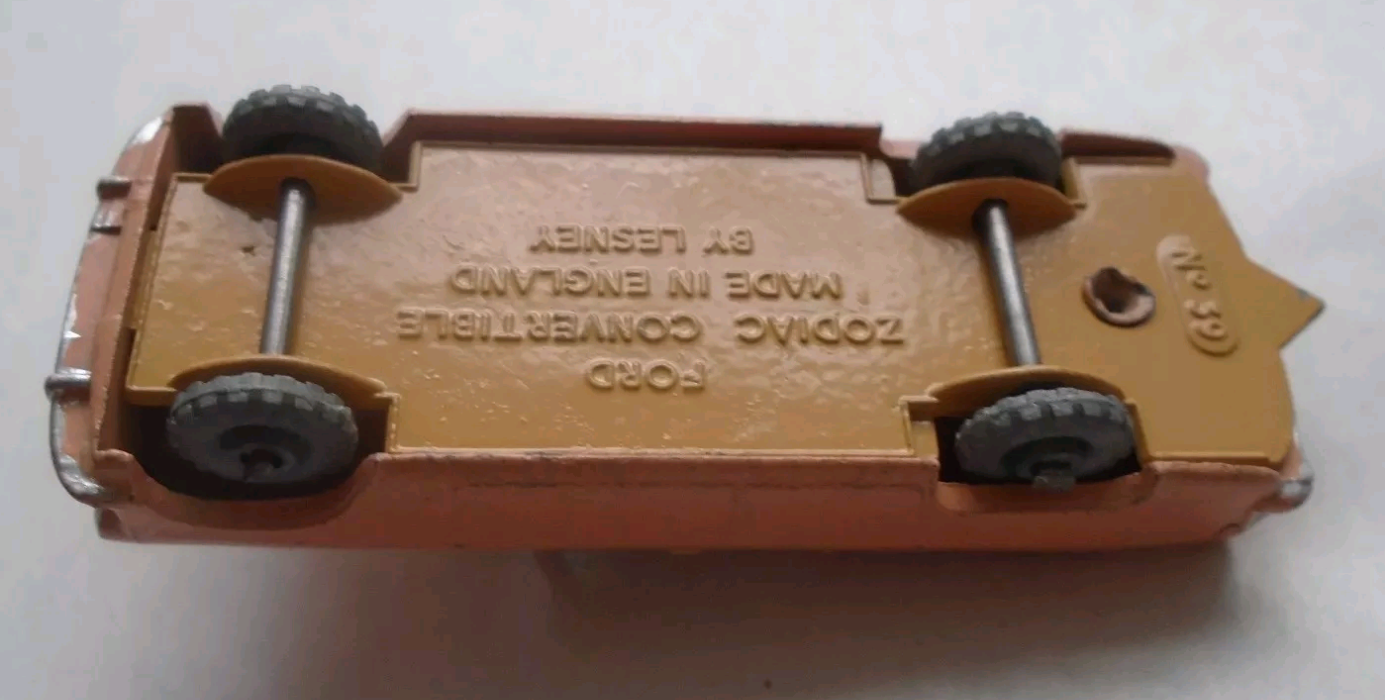 FORD
ZODIAC CONVERTIBLE
MADE IN ENGLAND
BY LESNEY
Nº 39